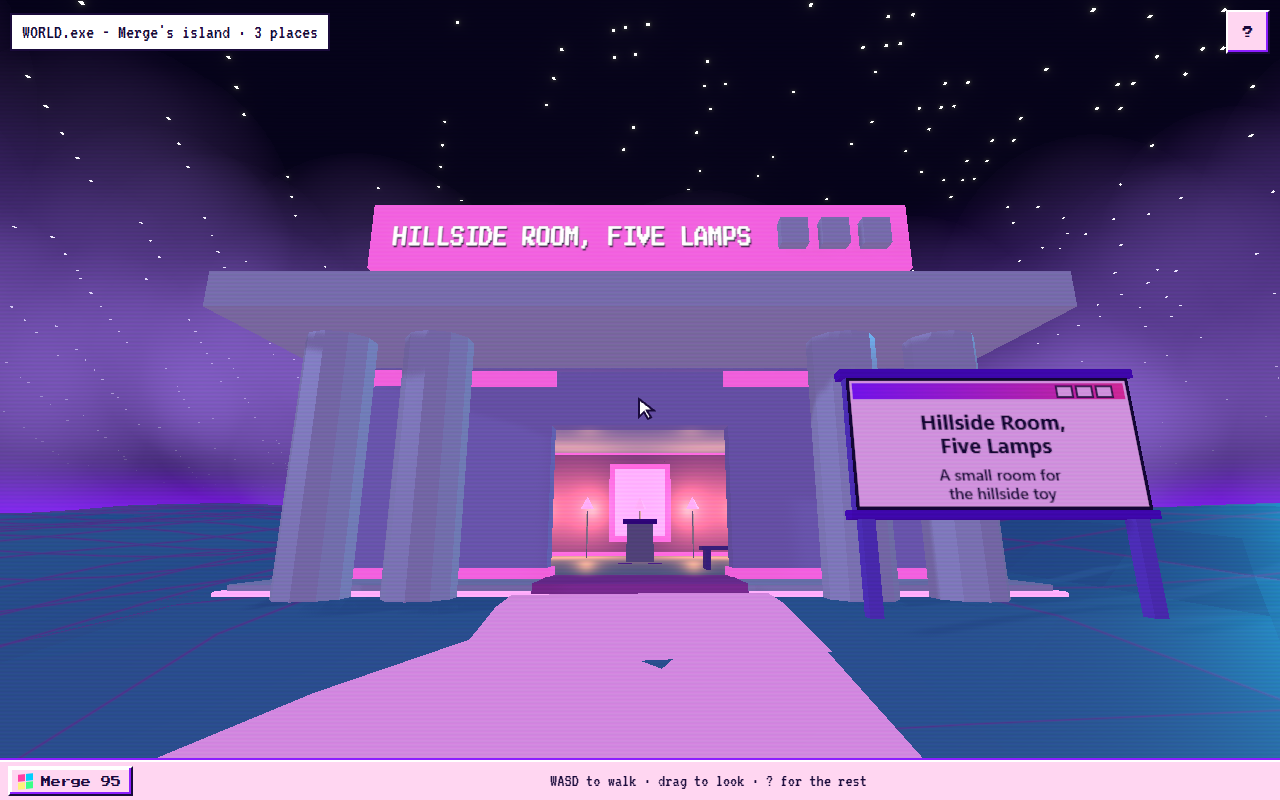 WORLD.exe - Merge's island · 3 places
?
HILLSIDE ROOM, FIVE LAMPS
Hillside Room,
Five Lamps
A small room for
the hillside toy
Merge 95
WASD to walk · drag to look · ? for the rest